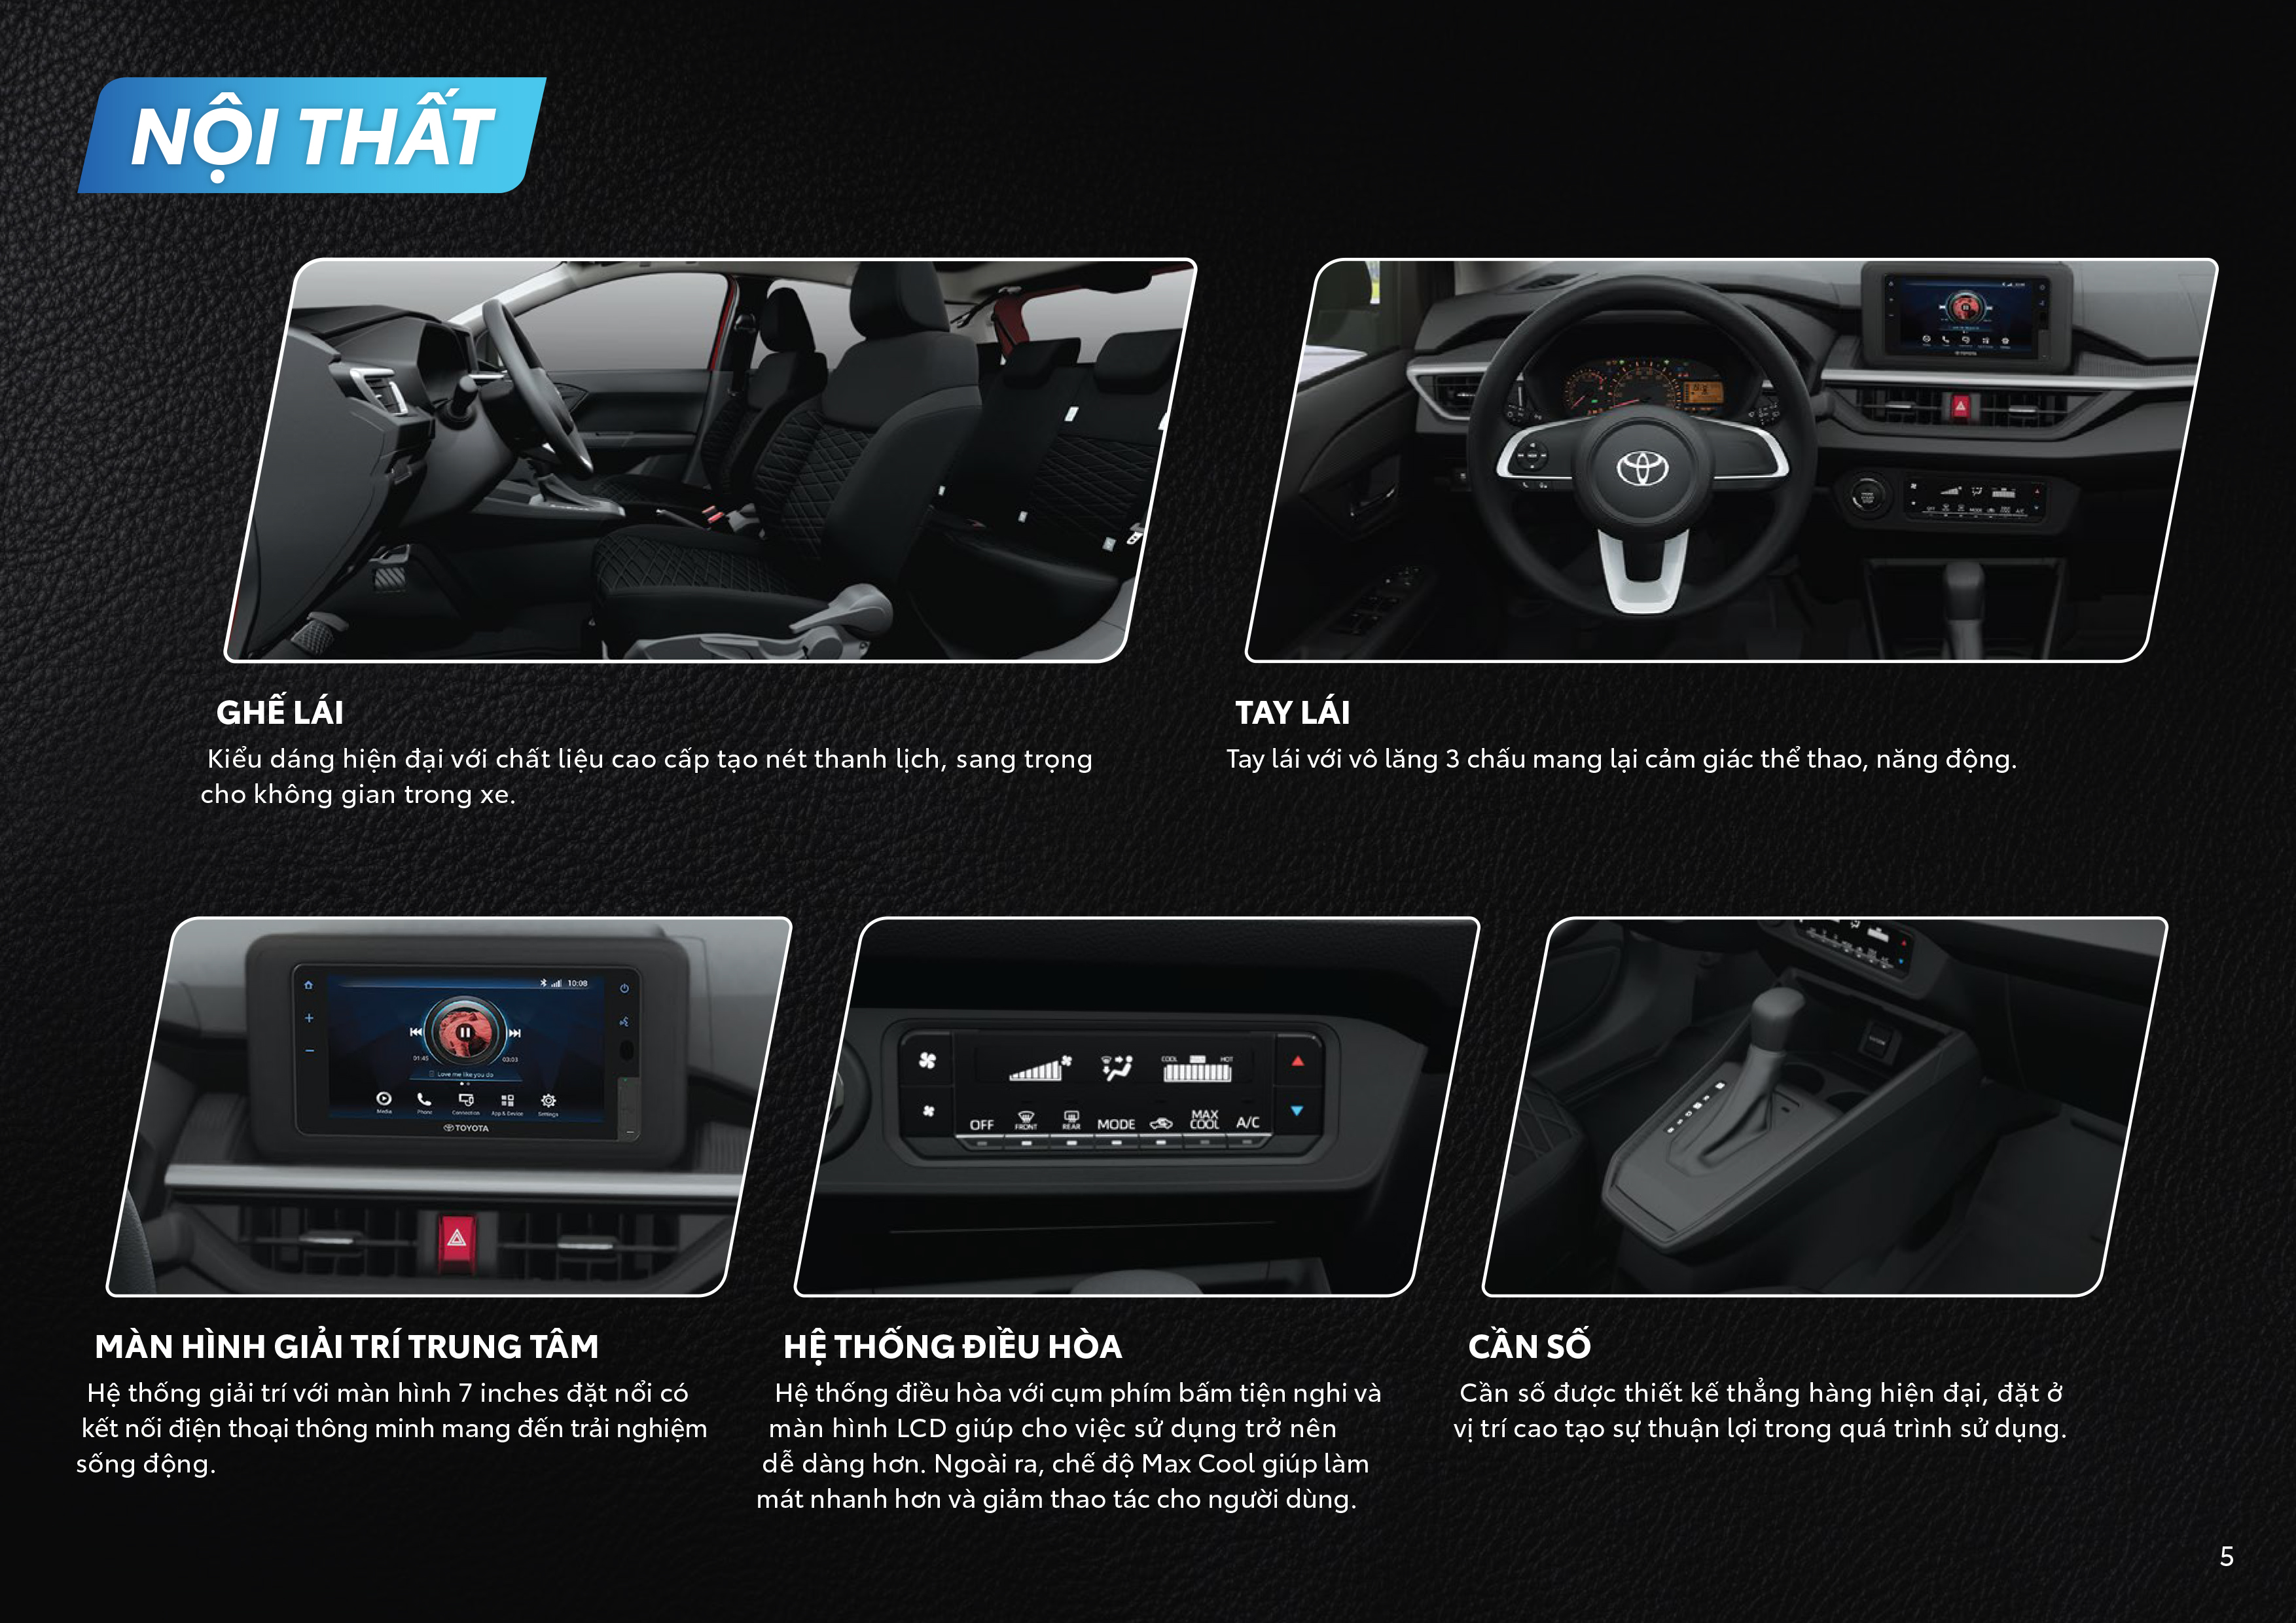 NỘI THẤT
GHẾ LÁI
Kiểu dáng hiện đại với chất liệu cao cấp tạo nét thanh lịch, sang trọng
cho không gian trong xe.
TAY LÁI
Tay lái với vô lăng 3 chấu mang lại cảm giác thể thao, năng động.
10:08
01:45
03:03
Love me like you do
Media
Phone
Connection
App & Device
Settings
TOYOTA
COOL
HOT
OFF
FRONT
REAR
MODE
MAX
COOL
A/C
MÀN HÌNH GIẢI TRÍ TRUNG TÂM
Hệ thống giải trí với màn hình 7 inches đặt nổi có
kết nối điện thoại thông minh mang đến trải nghiệm
sống động.
HỆ THỐNG ĐIỀU HÒA
Hệ thống điều hòa với cụm phím bấm tiện nghi và
màn hình LCD giúp cho việc sử dụng trở nên
dễ dàng hơn. Ngoài ra, chế độ Max Cool giúp làm
mát nhanh hơn và giảm thao tác cho người dùng.
CẦN SỐ
Cần số được thiết kế thẳng hàng hiện đại, đặt ở
vị trí cao tạo sự thuận lợi trong quá trình sử dụng.
5